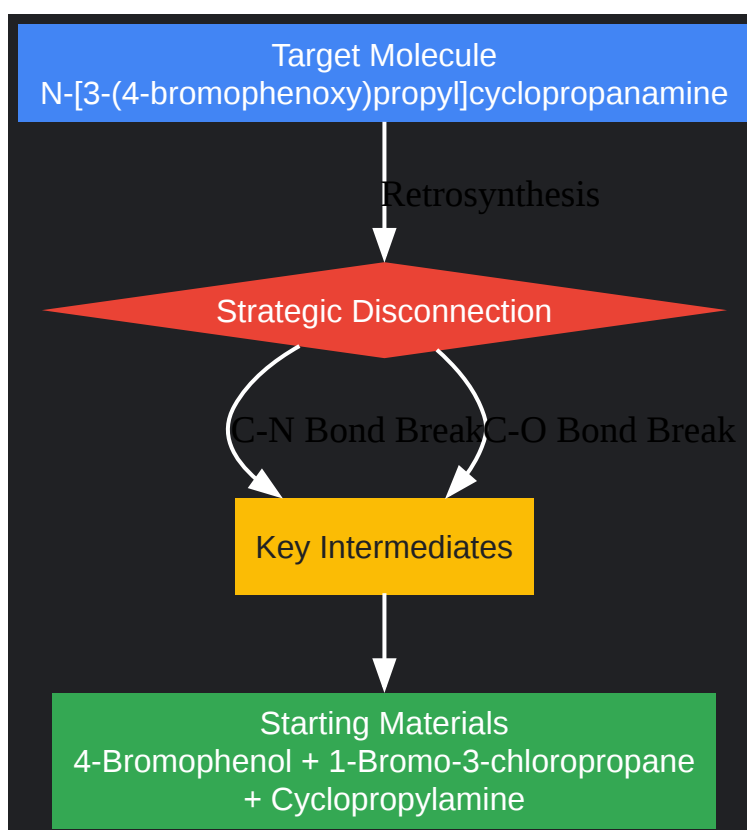 Target Molecule
N-[3-(4-bromophenoxy)propyl]cyclopropanamine
Retrosynthesis
Strategic Disconnection
C-N Bond Break
C-O Bond Break
Key Intermediates
Starting Materials
4-Bromophenol + 1-Bromo-3-chloropropane
+ Cyclopropylamine